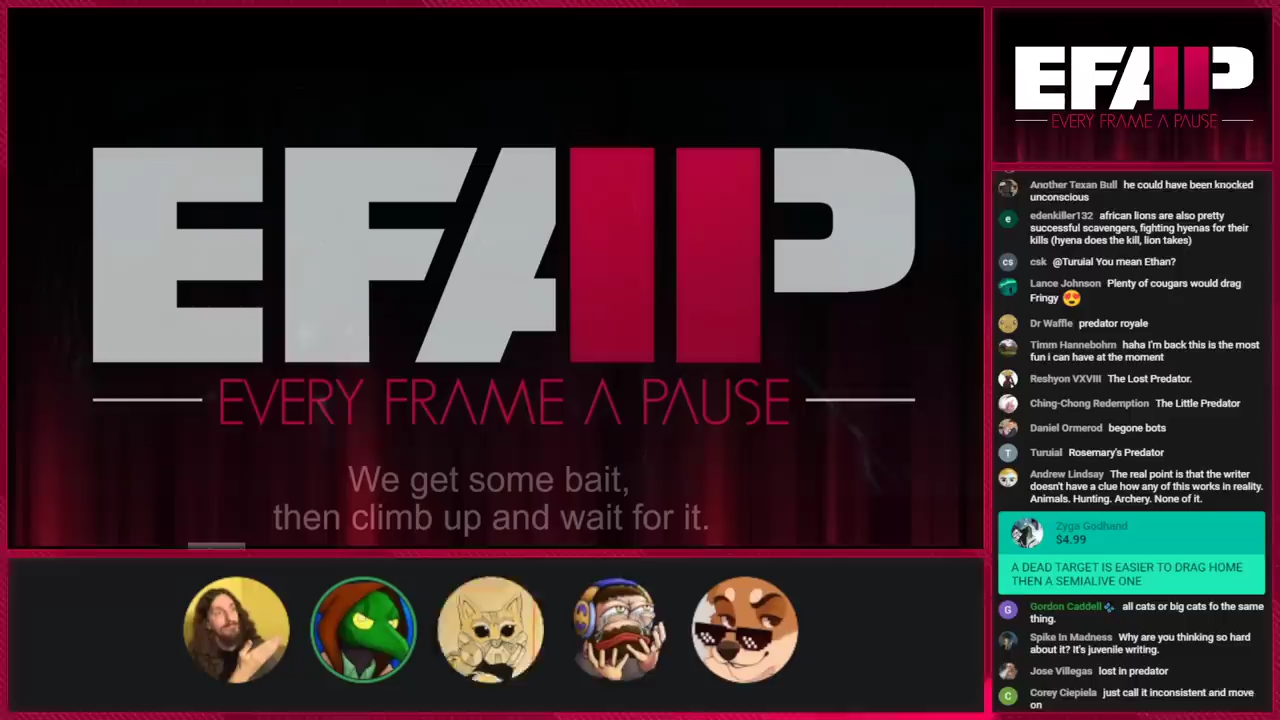 EFAP
EVERY FRAME A PAUSE
We get some bait,
then climb up and wait for it.
EFAP
EVERY FRAME A PAUSE
Another Texan Bull he could have been knocked
unconscious
e
edenkiller132 african lions are also pretty
successful scavengers, fighting hyenas for their
kills (hyena does the kill, lion takes)
cs
csk @Turuial You mean Ethan?
Lance Johnson Plenty of cougars would drag
Fringy 😍
Dr Waffle predator royale
Timm Hannebohm haha I'm back this is the most
fun i can have at the moment
Reshyon VXVIII The Lost Predator.
Ching-Chong Redemption The Little Predator
Daniel Ormerod begone bots
T
Turuial Rosemary's Predator
Andrew Lindsay The real point is that the writer
doesn't have a clue how any of this works in reality.
Animals. Hunting. Archery. None of it.
Zyga Godhand
$4.99
A DEAD TARGET IS EASIER TO DRAG HOME
THEN A SEMIALIVE ONE
G
Gordon Caddell all cats or big cats fo the same
thing.
Spike In Madness Why are you thinking so hard
about it? It's juvenile writing.
Jose Villegas lost in predator
C
Corey Ciepiela just call it inconsistent and move
on